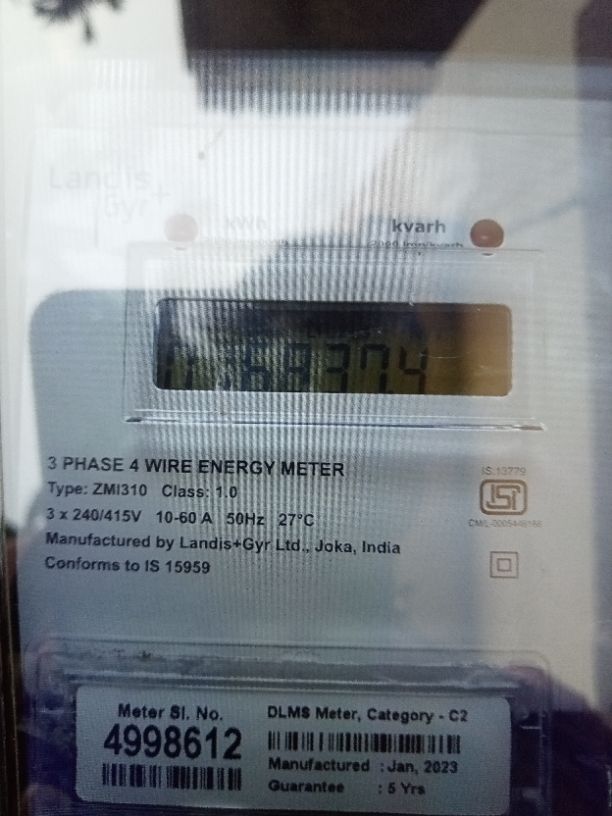 Landis
Gyr+
kWh
kvarh
3 PHASE 4 WIRE ENERGY METER
Type: ZMI310 Class: 1.0
3 x 240/415V 10-60 A 50Hz 27°C
Manufactured by Landis+Gyr Ltd., Joka, India
Conforms to IS 15959
IS:13779
ISI
Meter Sl. No.
4998612
DLMS Meter, Category - C2
Manufactured : Jan, 2023
Guarantee : 5 Yrs